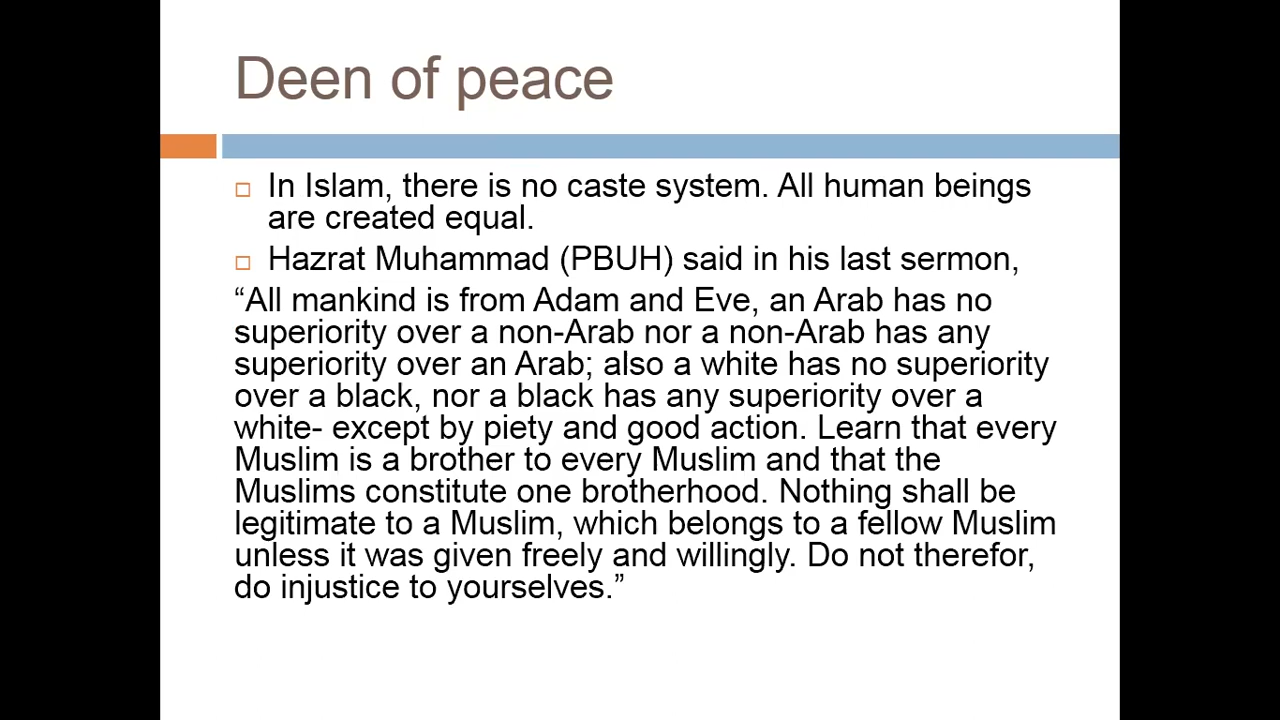 Deen of peace
In Islam, there is no caste system. All human beings
are created equal.
Hazrat Muhammad (PBUH) said in his last sermon,
“All mankind is from Adam and Eve, an Arab has no
superiority over a non-Arab nor a non-Arab has any
superiority over an Arab; also a white has no superiority
over a black, nor a black has any superiority over a
white- except by piety and good action. Learn that every
Muslim is a brother to every Muslim and that the
Muslims constitute one brotherhood. Nothing shall be
legitimate to a Muslim, which belongs to a fellow Muslim
unless it was given freely and willingly. Do not therefor,
do injustice to yourselves.”